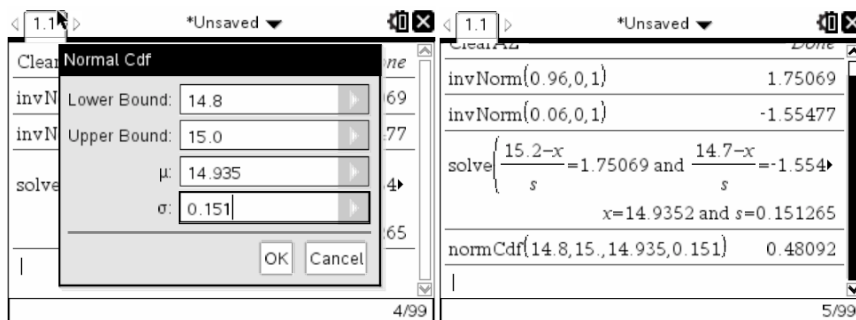 1.1
*Unsaved
Clear
ne
Normal Cdf
invN
69
Lower Bound: 14.8
invN
77
Upper Bound: 15.0
μ: 14.935
solve
4▸
σ: 0.151
65
OK Cancel
4/99
1.1
*Unsaved
ClearAZ
Done
invNorm(0.96,0,1) 1.75069
invNorm(0.06,0,1) -1.55477
solve(15.2-x/s=1.75069 and 14.7-x/s=-1.554▸
x=14.9352 and s=0.151265
normCdf(14.8,15.,14.935,0.151) 0.48092
5/99